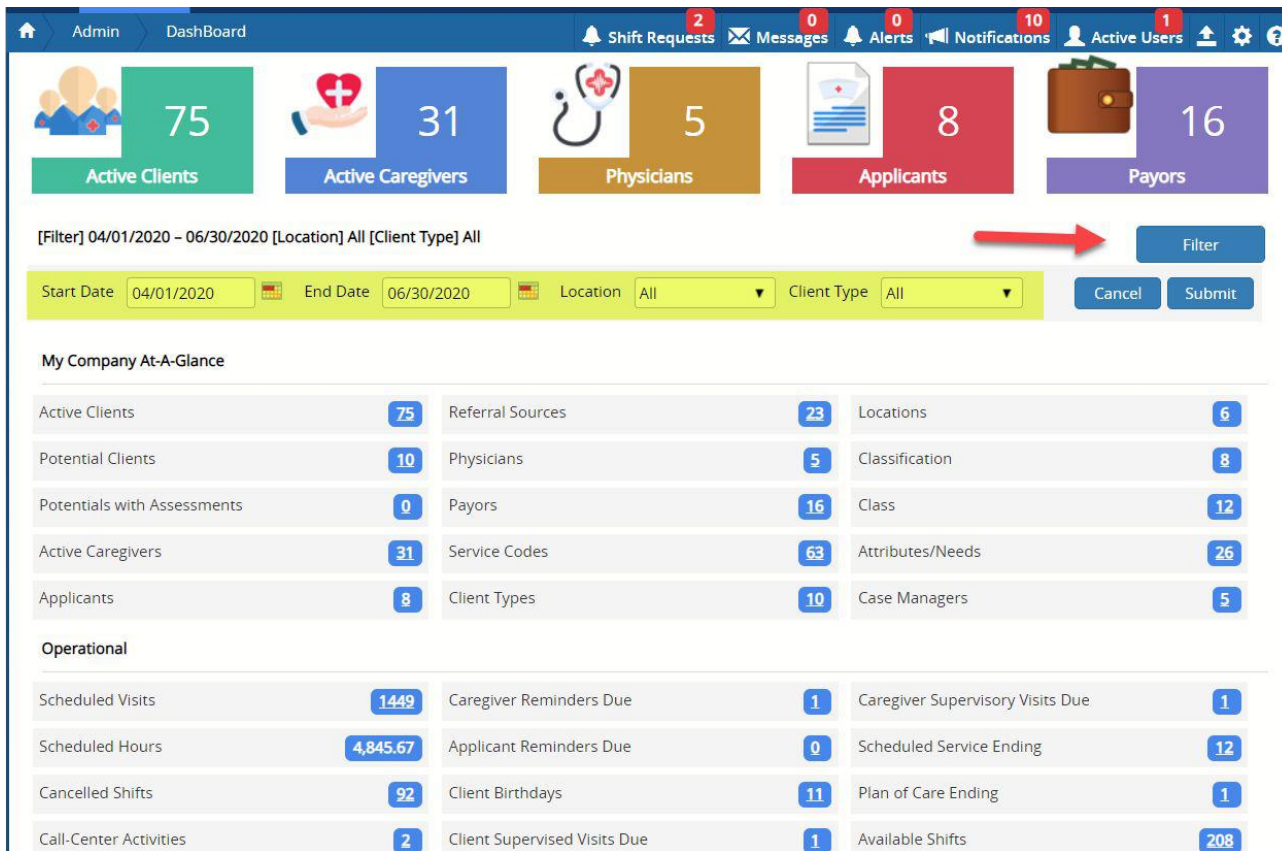 Admin DashBoard 2 Shift Requests 0 Messages 0 Alerts 10 Notifications 1 Active Users
75 31 5 8 16
Active Clients Active Caregivers Physicians Applicants Payors
[Filter] 04/01/2020 – 06/30/2020 [Location] All [Client Type] All Filter
Start Date 04/01/2020 End Date 06/30/2020 Location All Client Type All Cancel Submit
My Company At-A-Glance
Active Clients 75 Referral Sources 23 Locations 6
Potential Clients 10 Physicians 5 Classification 8
Potentials with Assessments 0 Payors 16 Class 12
Active Caregivers 31 Service Codes 63 Attributes/Needs 26
Applicants 8 Client Types 10 Case Managers 5
Operational
Scheduled Visits 1449 Caregiver Reminders Due 1 Caregiver Supervisory Visits Due 1
Scheduled Hours 4,845.67 Applicant Reminders Due 0 Scheduled Service Ending 12
Cancelled Shifts 92 Client Birthdays 11 Plan of Care Ending 1
Call-Center Activities 2 Client Supervised Visits Due 1 Available Shifts 208